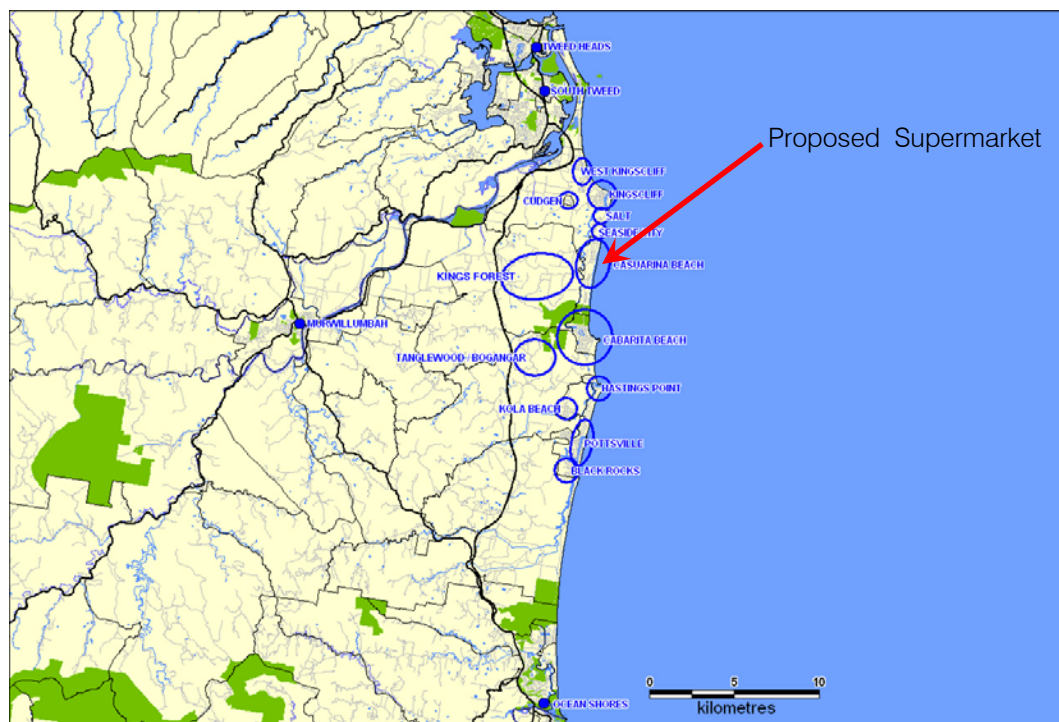 TWEED HEADS
SOUTH TWEED
Proposed Supermarket
WEST KINGSCLIFF
KINGSCLIFF
CUDGEN
SALT
SEASIDE CITY
CASUARINA BEACH
KINGS FOREST
MURWILLUMBAH
CABARITA BEACH
TANGLEWOOD / BOGANGAR
HASTINGS POINT
KOLA BEACH
POTTSVILLE
BLACK ROCKS
0 5 10
kilometres
OCEAN SHORES